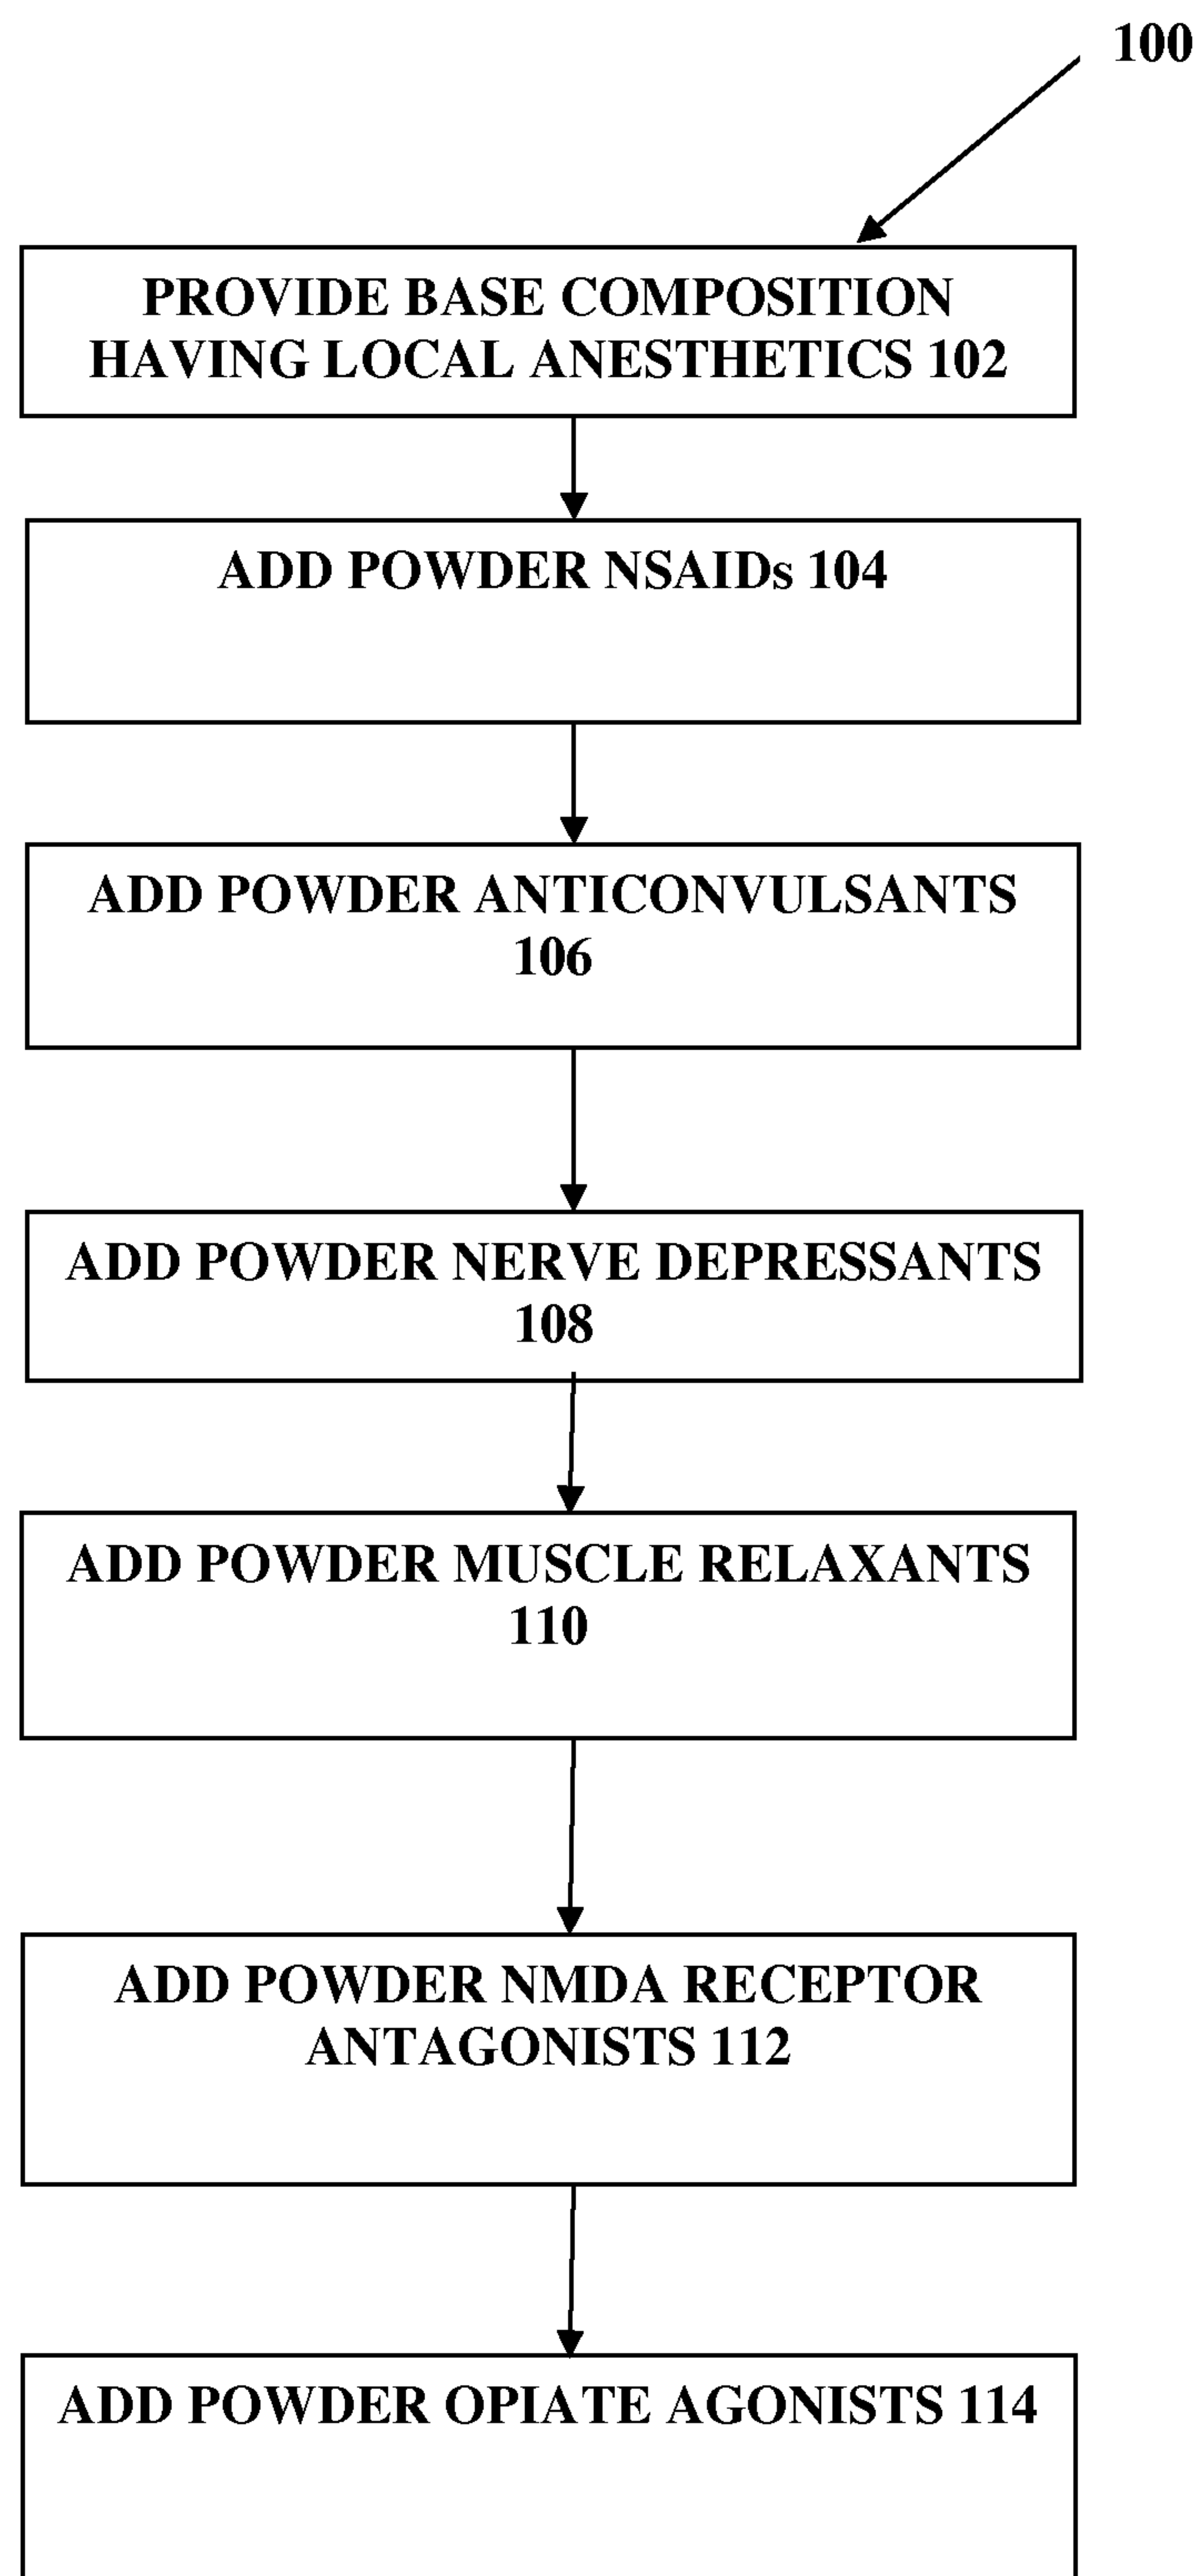 100
PROVIDE BASE COMPOSITION
HAVING LOCAL ANESTHETICS 102
ADD POWDER NSAIDs 104
ADD POWDER ANTICONVULSANTS
106
ADD POWDER NERVE DEPRESSANTS
108
ADD POWDER MUSCLE RELAXANTS
110
ADD POWDER NMDA RECEPTOR
ANTAGONISTS 112
ADD POWDER OPIATE AGONISTS 114